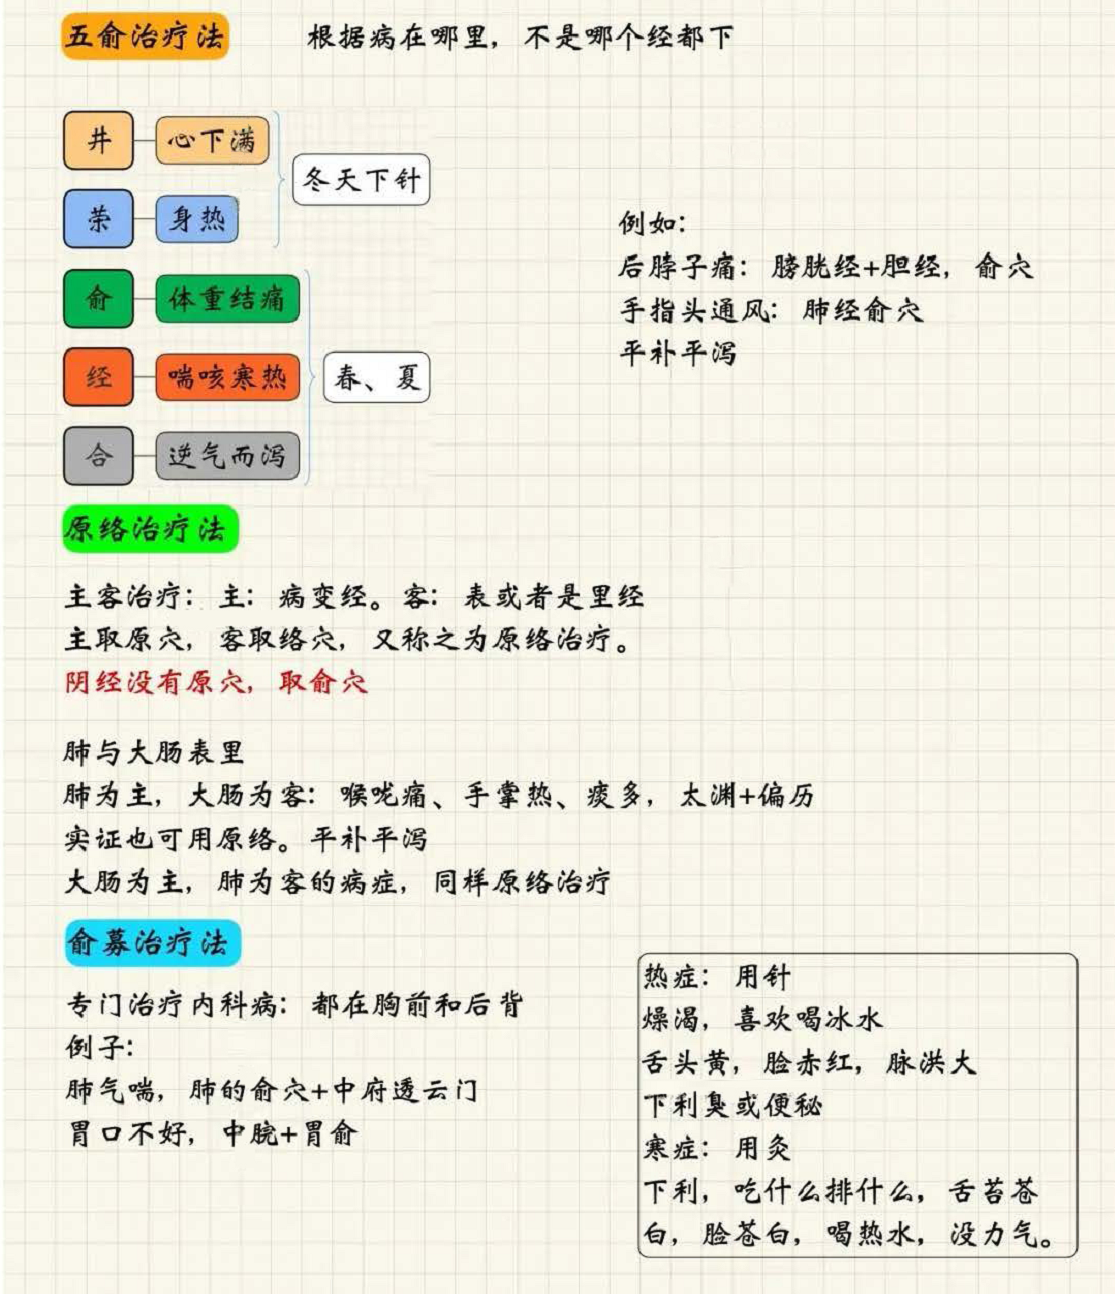 五俞治疗法
根据病在哪里，不是哪个经都下
井
心下满
荣
身热
冬天下针
俞
体重结痛
经
喘咳寒热
合
逆气而泻
春、夏
例如：
后脖子痛：膀胱经+胆经，俞穴
手指头通风：肺经俞穴
平补平泻
原络治疗法
主客治疗：主：病变经。客：表或者是里经
主取原穴，客取络穴，又称之为原络治疗。
阴经没有原穴，取俞穴
肺与大肠表里
肺为主，大肠为客：喉咙痛、手掌热、痰多，太渊+偏历
实证也可用原络。平补平泻
大肠为主，肺为客的病症，同样原络治疗
俞募治疗法
专门治疗内科病：都在胸前和后背
例子：
肺气喘，肺的俞穴+中府透云门
胃口不好，中脘+胃俞
热症：用针
燥渴，喜欢喝冰水
舌头黄，脸赤红，脉洪大
下利臭或便秘
寒症：用灸
下利，吃什么排什么，舌苔苍
白，脸苍白，喝热水，没力气。